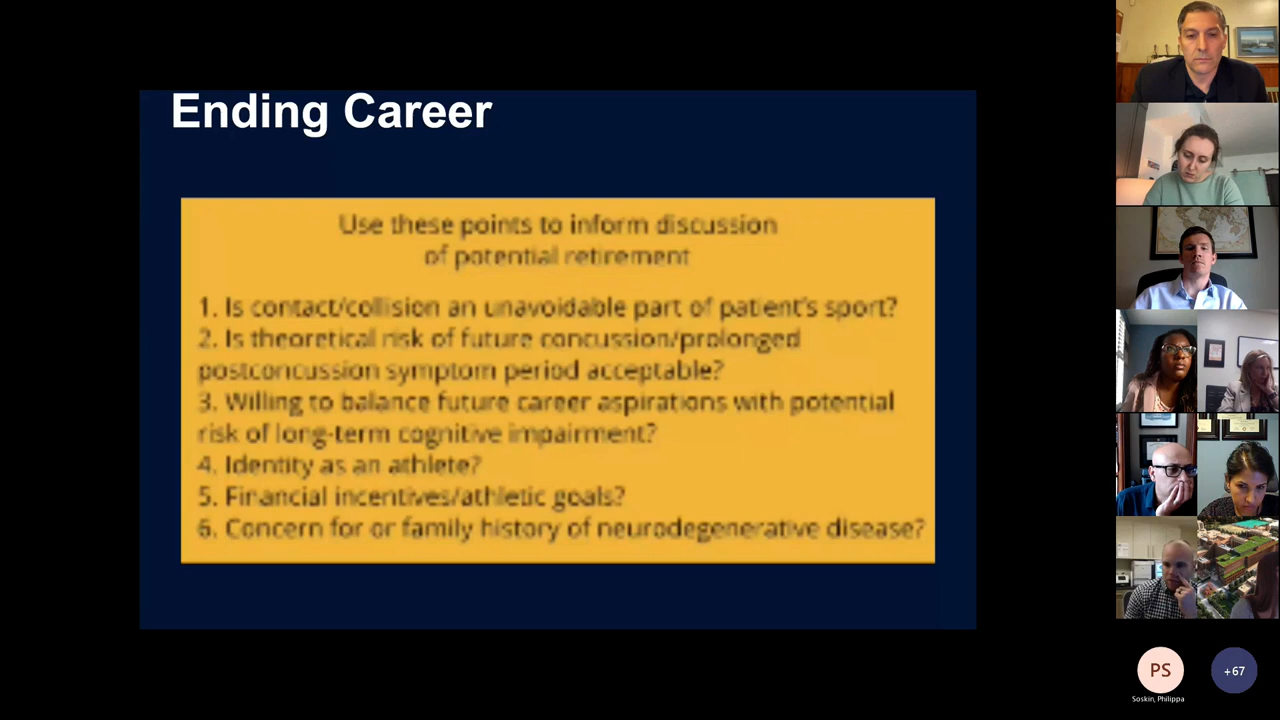 Ending Career
Use these points to inform discussion
of potential retirement
1. Is contact/collision an unavoidable part of patient's sport?
2. Is theoretical risk of future concussion/prolonged
postconcussion symptom period acceptable?
3. Willing to balance future career aspirations with potential
risk of long-term cognitive impairment?
4. Identity as an athlete?
5. Financial incentives/athletic goals?
6. Concern for or family history of neurodegenerative disease?
PS
+67
Soskin, Philippa